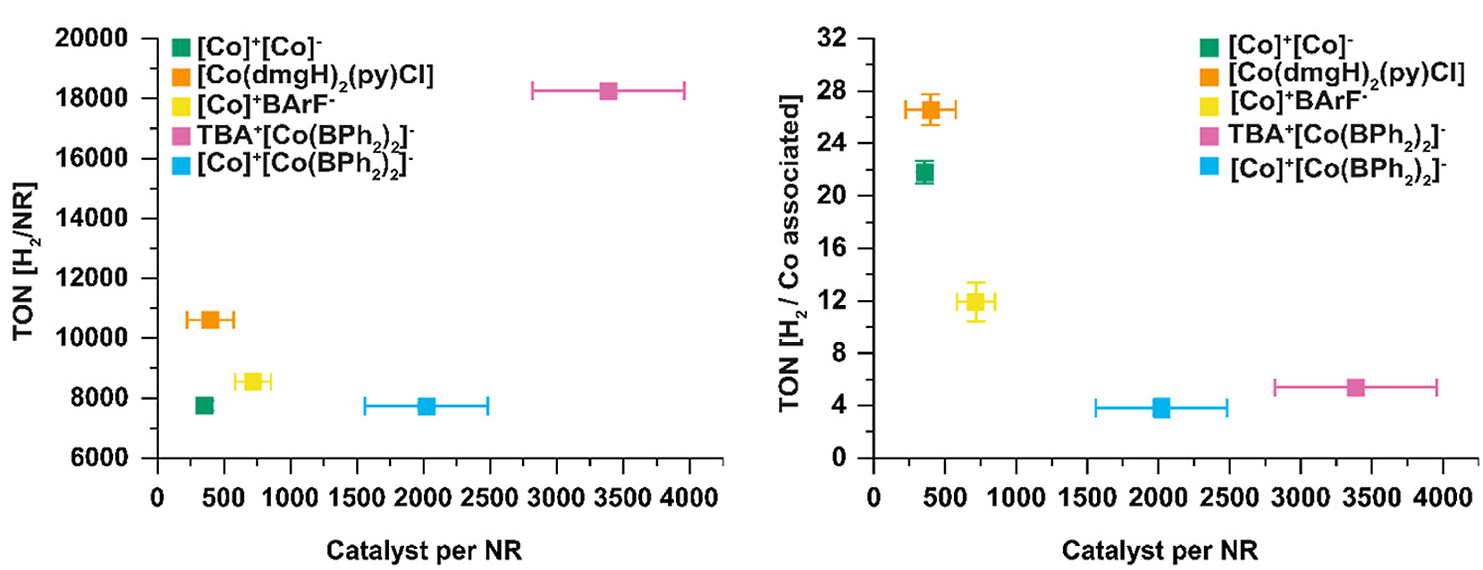 20000
18000
16000
14000
12000
10000
8000
6000
TON [H₂/NR]
[Co]⁺[Co]⁻
[Co(dmgH)₂(py)Cl]
[Co]⁺BArF⁻
TBA⁺[Co(BPh₂)₂]⁻
[Co]⁺[Co(BPh₂)₂]⁻
0 500 1000 1500 2000 2500 3000 3500 4000
Catalyst per NR
32
28
24
20
16
12
8
4
0
TON [H₂ / Co associated]
[Co]⁺[Co]⁻
[Co(dmgH)₂(py)Cl]
[Co]⁺BArF⁻
TBA⁺[Co(BPh₂)₂]⁻
[Co]⁺[Co(BPh₂)₂]⁻
0 500 1000 1500 2000 2500 3000 3500 4000
Catalyst per NR